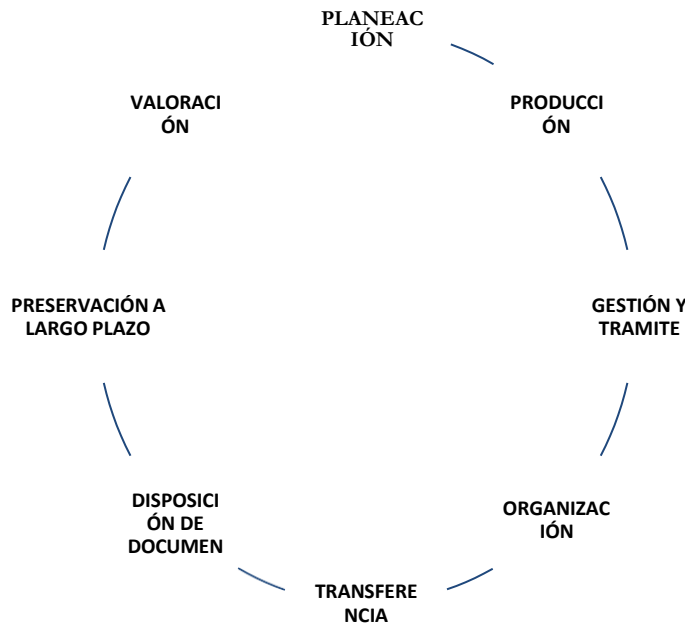 PLANEAC
IÓN
PRODUCCI
ÓN
GESTIÓN Y
TRAMITE
ORGANIZAC
IÓN
TRANSFERE
NCIA
DISPOSICI
ÓN DE
DOCUMEN
PRESERVACIÓN A
LARGO PLAZO
VALORACI
ÓN